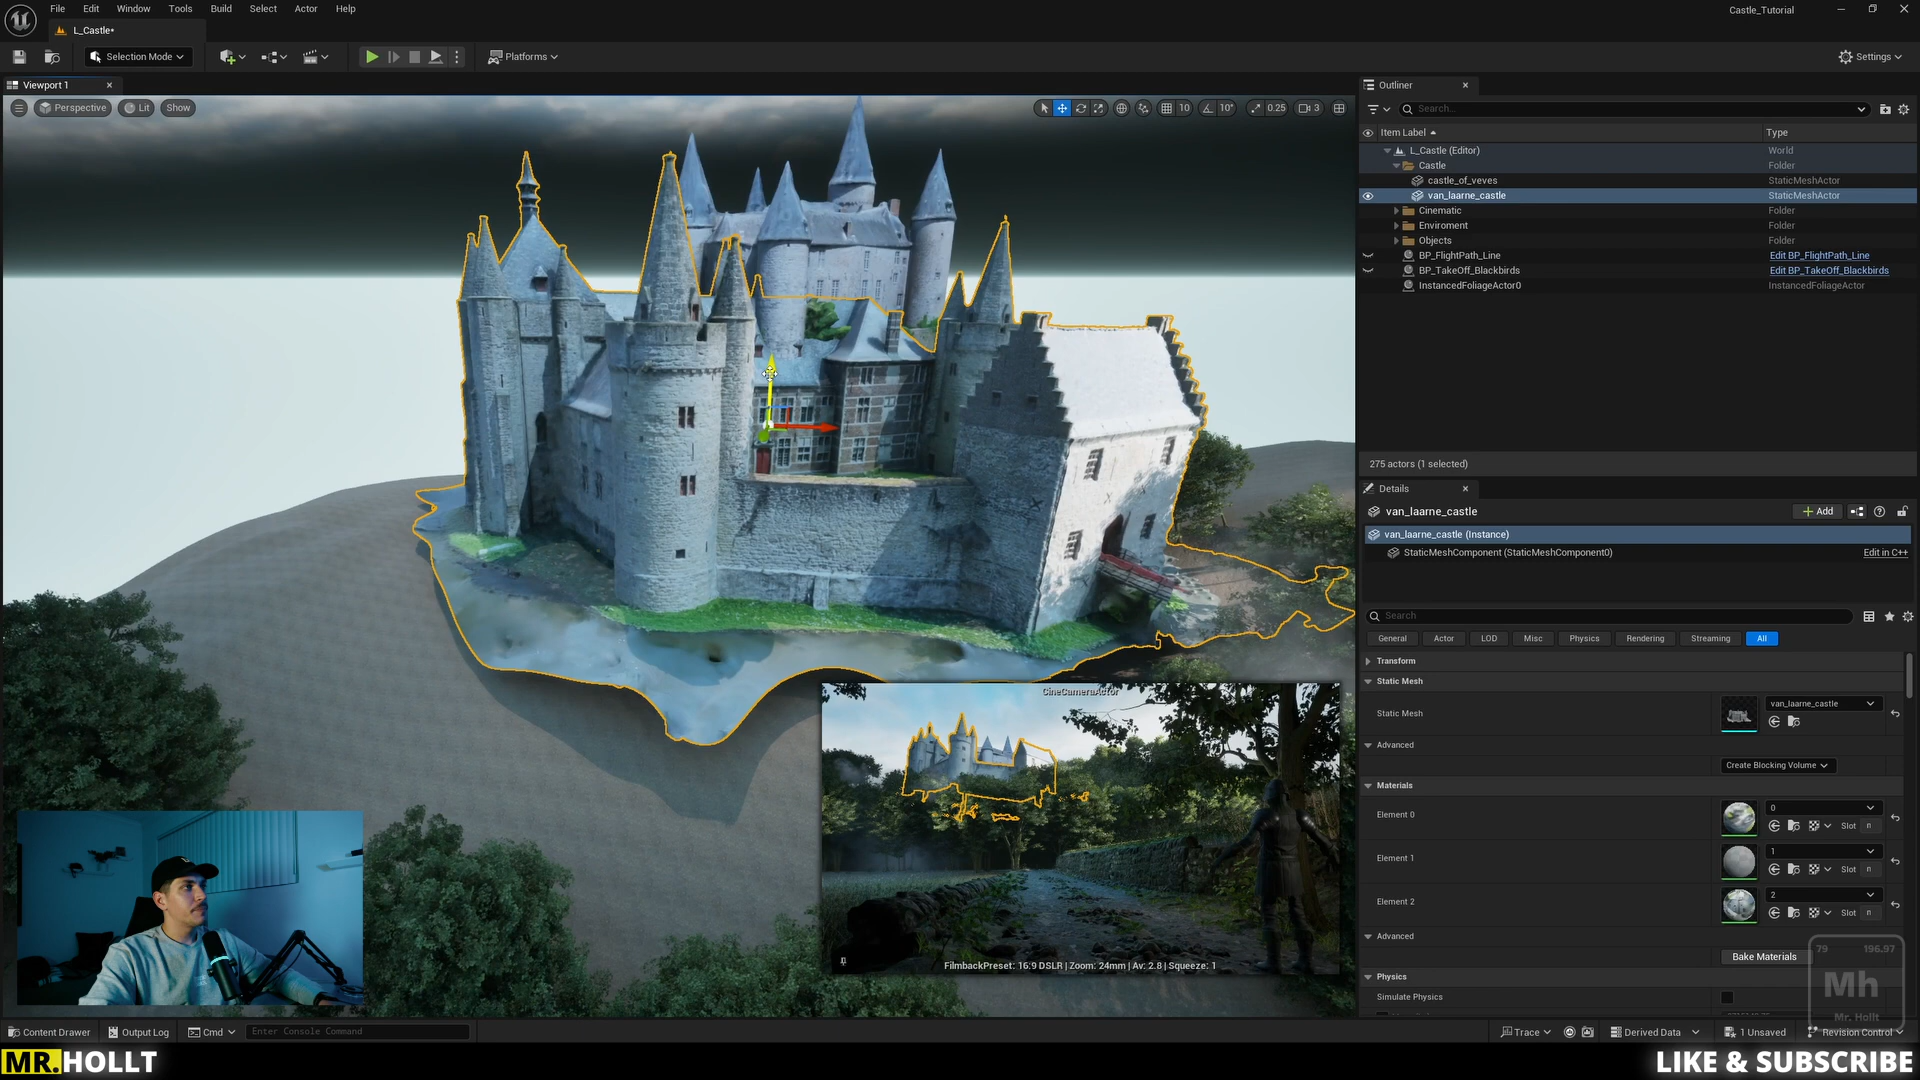 File Edit Window Tools Build Select Actor Help
Castle_Tutorial
L_Castle•
Selection Mode
Platforms
Settings
Viewport 1
Perspective
Lit
Show
10
10°
0.25
3
Outliner
Search...
Item Label
Type
L_Castle (Editor)
World
Castle
Folder
castle_of_veves
StaticMeshActor
van_laarne_castle
StaticMeshActor
Cinematic
Folder
Enviroment
Folder
Objects
Folder
BP_FlightPath_Line
Edit BP_FlightPath_Line
BP_TakeOff_Blackbirds
Edit BP_TakeOff_Blackbirds
InstancedFoliageActor0
InstancedFoliageActor
275 actors (1 selected)
Details
van_laarne_castle
Add
van_laarne_castle (Instance)
StaticMeshComponent (StaticMeshComponent0)
Edit in C++
Search
General
Actor
LOD
Misc
Physics
Rendering
Streaming
All
Transform
Static Mesh
Static Mesh
van_laarne_castle
Advanced
Create Blocking Volume
Materials
Element 0
0
Slot n
Element 1
1
Slot n
Element 2
2
Slot n
Advanced
Bake Materials
Physics
Simulate Physics
CineCameraActor
FilmbackPreset: 16:9 DSLR | Zoom: 24mm | Av: 2.8 | Squeeze: 1
79 196.97
Mh
Mr. Hollt
Content Drawer
Output Log
Cmd
Enter Console Command
Trace
Derived Data
1 Unsaved
Revision Control
MR.HOLLT
LIKE & SUBSCRIBE